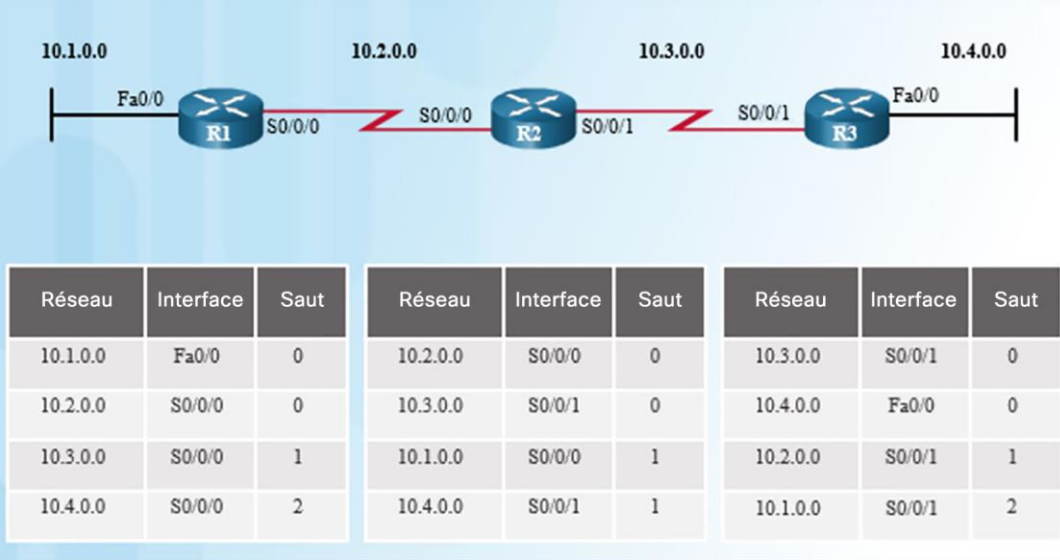 10.1.0.0 10.2.0.0 10.3.0.0 10.4.0.0
Fa0/0 R1 S0/0/0 S0/0/0 R2 S0/0/1 S0/0/1 R3 Fa0/0
Réseau Interface Saut Réseau Interface Saut Réseau Interface Saut
10.1.0.0 Fa0/0 0 10.2.0.0 S0/0/0 0 10.3.0.0 S0/0/1 0
10.2.0.0 S0/0/0 0 10.3.0.0 S0/0/1 0 10.4.0.0 Fa0/0 0
10.3.0.0 S0/0/0 1 10.1.0.0 S0/0/0 1 10.2.0.0 S0/0/1 1
10.4.0.0 S0/0/0 2 10.4.0.0 S0/0/1 1 10.1.0.0 S0/0/1 2